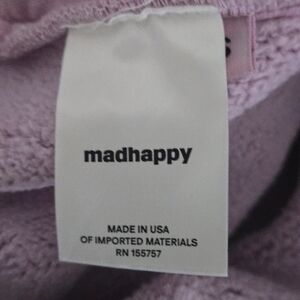 madhappy
MADE IN USA
OF IMPORTED MATERIALS
RN 155757